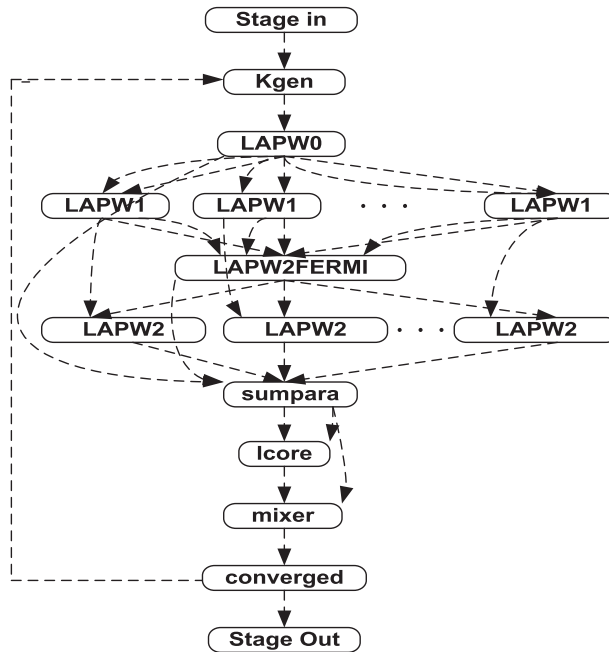 Stage in
Kgen
LAPW0
LAPW1 LAPW1 . . . LAPW1
LAPW2FERMI
LAPW2 LAPW2 . . . LAPW2
sumpara
lcore
mixer
converged
Stage Out